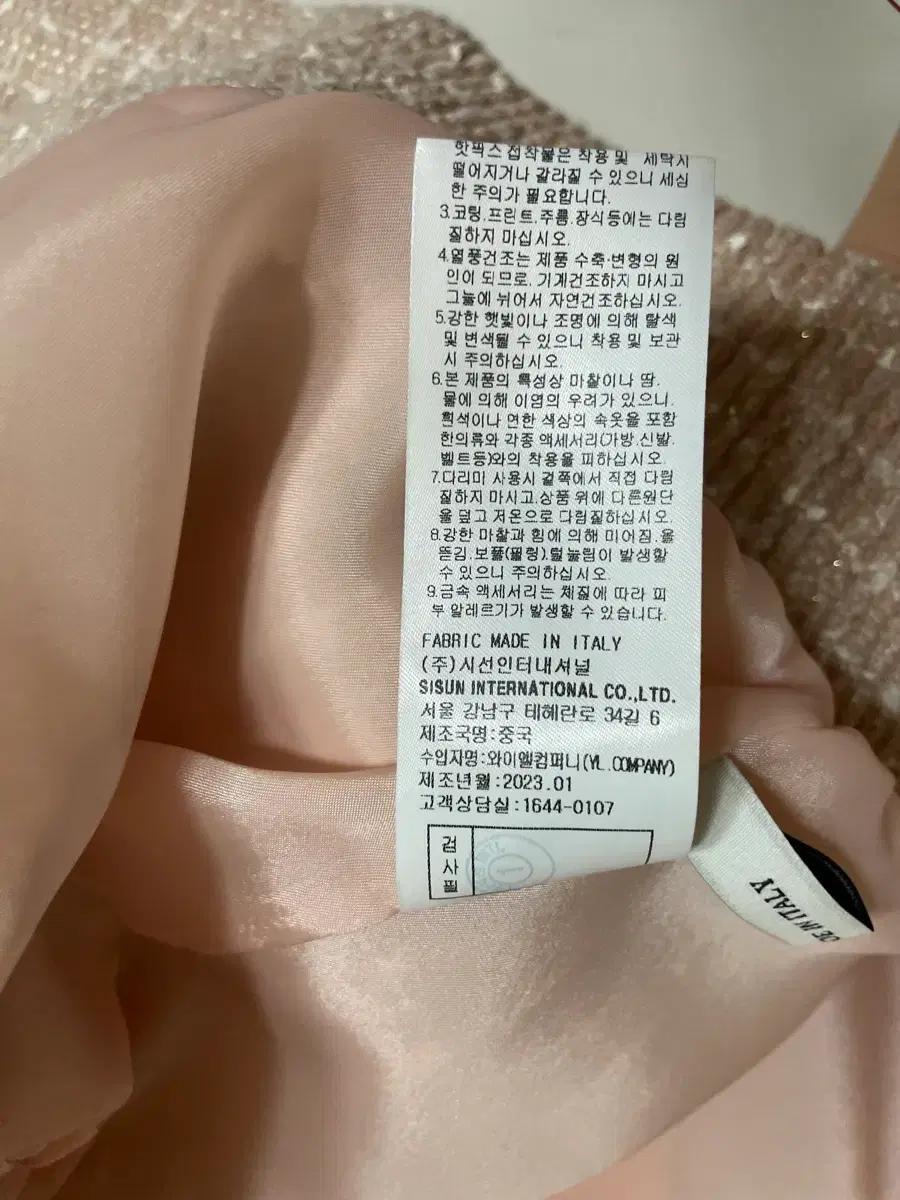 핫픽스 접착물은 착용 및 세탁시
떨어지거나 갈라질 수 있으니 세심
한 주의가 필요합니다.
3.코팅.프린트.주름.장식등에는 다림
질하지 마십시오.
4.열풍건조는 제품 수축·변형의 원
인이 되므로, 기계건조하지 마시고
그늘에 뉘어서 자연건조하십시오.
5.강한 햇빛이나 조명에 의해 탈색
및 변색될 수 있으니 착용 및 보관
시 주의하십시오.
6.본 제품의 특성상 마찰이나 땀.
물에 의해 이염의 우려가 있으니.
흰색이나 연한 색상의 속옷을 포함
한의류와 각종 액세서리(가방.신발.
벨트등)와의 착용을 피하십시오.
7.다리미 사용시 겉쪽에서 직접 다림
질하지 마시고.상품 위에 다른원단
을 덮고 저온으로 다림질하십시오.
8.강한 마찰과 힘에 의해 미어짐.올
뜯김.보풀(필링).털눌림이 발생할
수 있으니 주의하십시오.
9.금속 액세서리는 체질에 따라 피
부 알레르기가 발생할 수 있습니다.
FABRIC MADE IN ITALY
(주)시선인터내셔널
SISUN INTERNATIONAL CO.,LTD.
서울 강남구 테헤란로 34길 6
제조국명:중국
수입자명:와이엘컴퍼니(YL.COMPANY)
제조년월:2023.01
고객상담실:1644-0107
검사필
IN ITALY